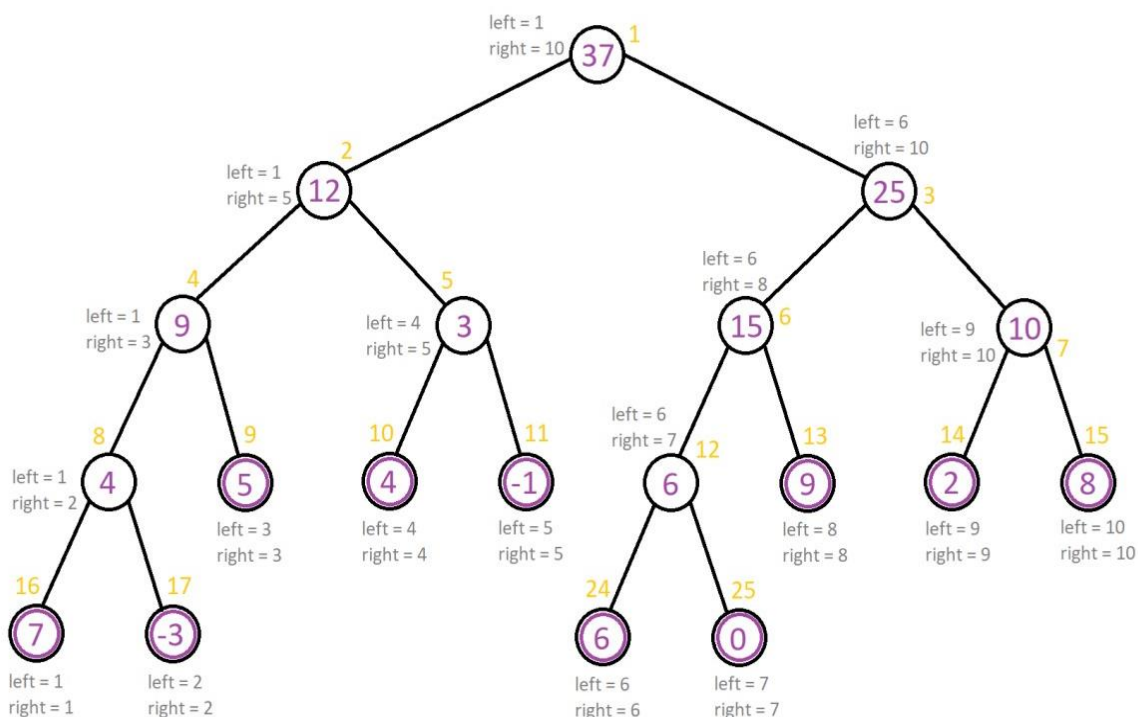 left = 1
right = 10
1
37
left = 6
right = 10
2
left = 1
right = 5
12
25
3
left = 6
right = 8
4
5
left = 1
right = 3
9
left = 4
right = 5
3
15
6
left = 9
right = 10
10
7
left = 6
right = 7
8
9
10
11
12
13
14
15
left = 1
right = 2
4
5
4
-1
6
9
2
8
left = 3
right = 3
left = 4
right = 4
left = 5
right = 5
left = 8
right = 8
left = 9
right = 9
left = 10
right = 10
16
17
24
25
7
-3
6
0
left = 1
right = 1
left = 2
right = 2
left = 6
right = 6
left = 7
right = 7